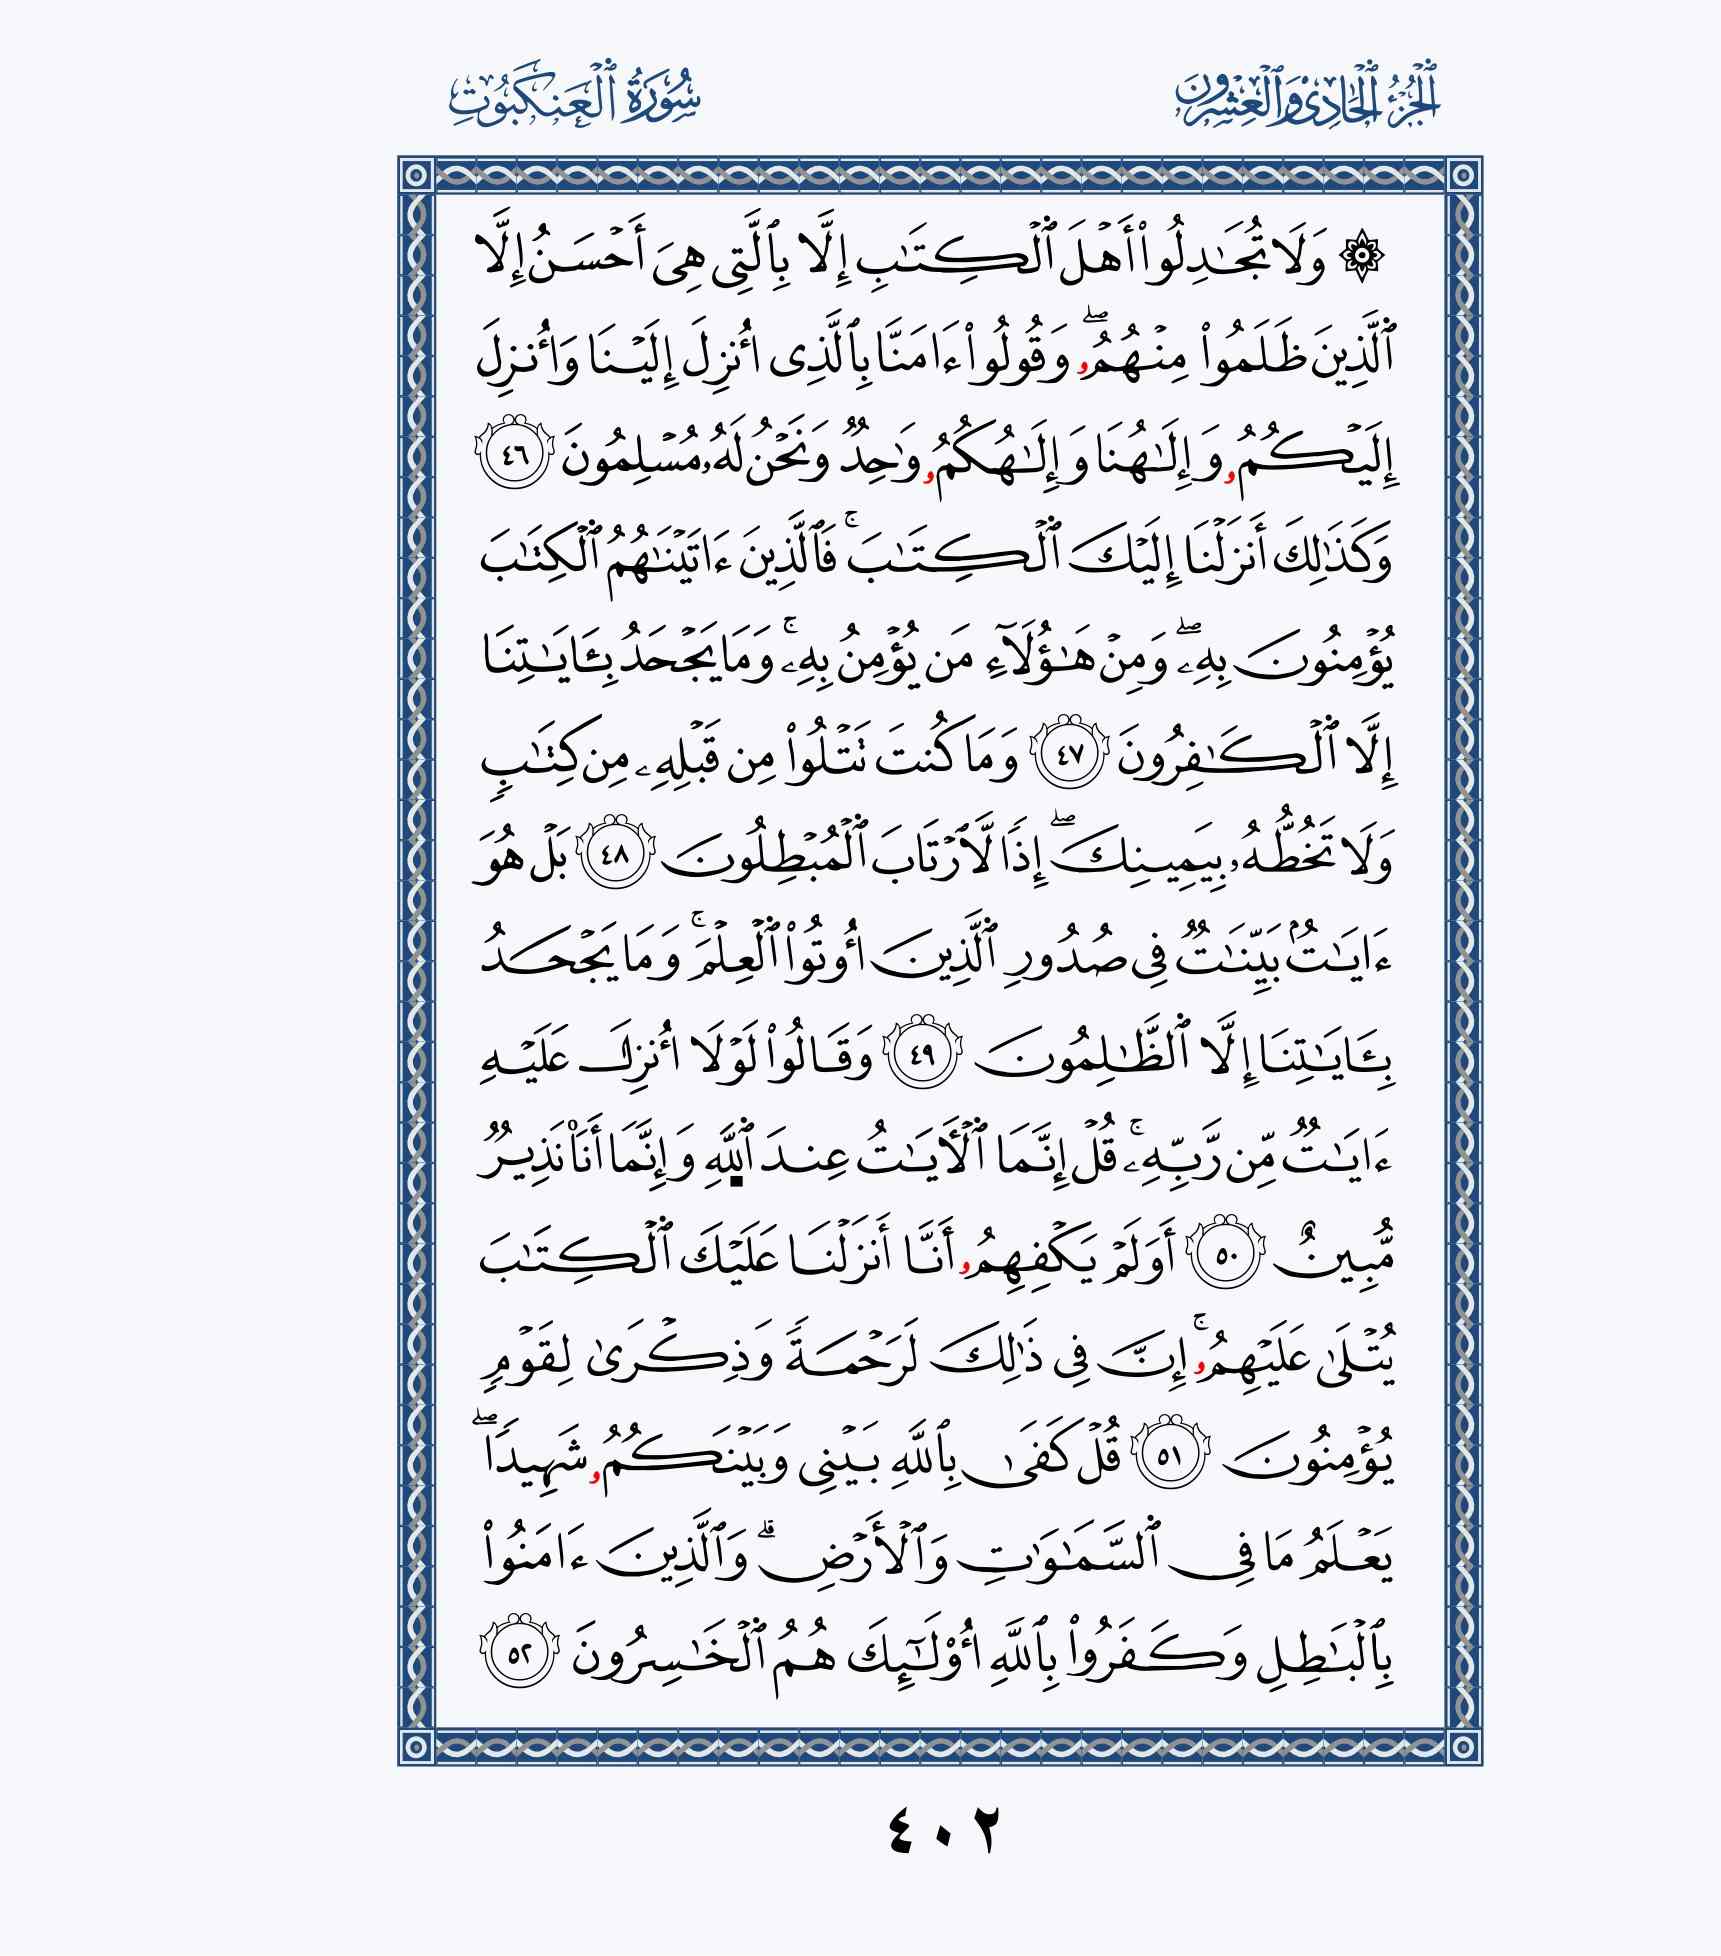 ٱلْجُزْءُ ٱلْحَادِي وَٱلْعِشْرُونَ
سُورَةُ ٱلْعَنكَبُوتِ
۞ وَلَا تُجَـٰدِلُوا۟ أَهْلَ ٱلْكِتَـٰبِ إِلَّا بِٱلَّتِى هِىَ أَحْسَنُ إِلَّا
ٱلَّذِينَ ظَلَمُوا۟ مِنْهُمُۥ ۖ وَقُولُوا۟ ءَامَنَّا بِٱلَّذِى أُنزِلَ إِلَيْنَا وَأُنزِلَ
إِلَيْكُمُۥ وَإِلَـٰهُنَا وَإِلَـٰهُكُمُۥ وَٰحِدٌ وَنَحْنُ لَهُۥ مُسْلِمُونَ ٤٦
وَكَذَٰلِكَ أَنزَلْنَا إِلَيْكَ ٱلْكِتَـٰبَ ۚ فَٱلَّذِينَ ءَاتَيْنَـٰهُمُ ٱلْكِتَـٰبَ
يُؤْمِنُونَ بِهِۦ ۖ وَمِنْ هَـٰٓؤُلَآءِ مَن يُؤْمِنُ بِهِۦ ۚ وَمَا يَجْحَدُ بِـَٔايَـٰتِنَا
إِلَّا ٱلْكَـٰفِرُونَ ٤٧ وَمَا كُنتَ تَتْلُوا۟ مِن قَبْلِهِۦ مِن كِتَـٰبٍ
وَلَا تَخُطُّهُۥ بِيَمِينِكَ ۖ إِذًا لَّٱرْتَابَ ٱلْمُبْطِلُونَ ٤٨ بَلْ هُوَ
ءَايَـٰتٌۢ بَيِّنَـٰتٌ فِى صُدُورِ ٱلَّذِينَ أُوتُوا۟ ٱلْعِلْمَ ۚ وَمَا يَجْحَدُ
بِـَٔايَـٰتِنَا إِلَّا ٱلظَّـٰلِمُونَ ٤٩ وَقَالُوا۟ لَوْلَا أُنزِلَ عَلَيْهِ
ءَايَـٰتٌ مِّن رَّبِّهِۦ ۚ قُلْ إِنَّمَا ٱلْـَٔايَـٰتُ عِندَ ٱللَّهِ وَإِنَّمَا أَنَا۠ نَذِيرٌ
مُّبِينٌ ٥٠ أَوَلَمْ يَكْفِهِمُۥ أَنَّا أَنزَلْنَا عَلَيْكَ ٱلْكِتَـٰبَ
يُتْلَىٰ عَلَيْهِمُۥ ۚ إِنَّ فِى ذَٰلِكَ لَرَحْمَةً وَذِكْرَىٰ لِقَوْمٍ
يُؤْمِنُونَ ٥١ قُلْ كَفَىٰ بِٱللَّهِ بَيْنِى وَبَيْنَكُمُۥ شَهِيدًا ۖ
يَعْلَمُ مَا فِى ٱلسَّمَـٰوَٰتِ وَٱلْأَرْضِ ۗ وَٱلَّذِينَ ءَامَنُوا۟
بِٱلْبَـٰطِلِ وَكَفَرُوا۟ بِٱللَّهِ أُو۟لَـٰٓئِكَ هُمُ ٱلْخَـٰسِرُونَ ٥٢
٤٠٢